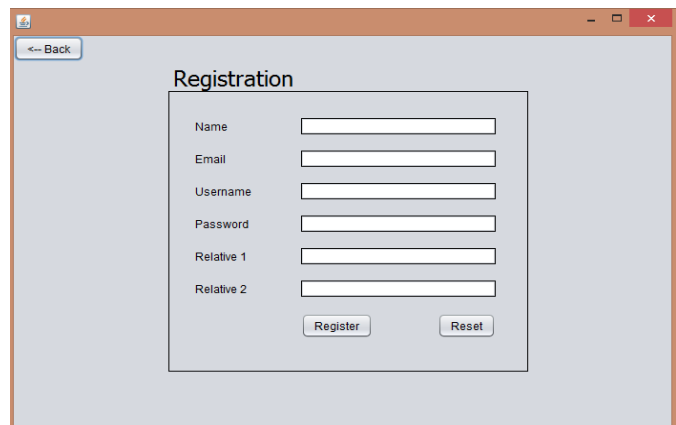 <-- Back
Registration
Name
Email
Username
Password
Relative 1
Relative 2
Register Reset